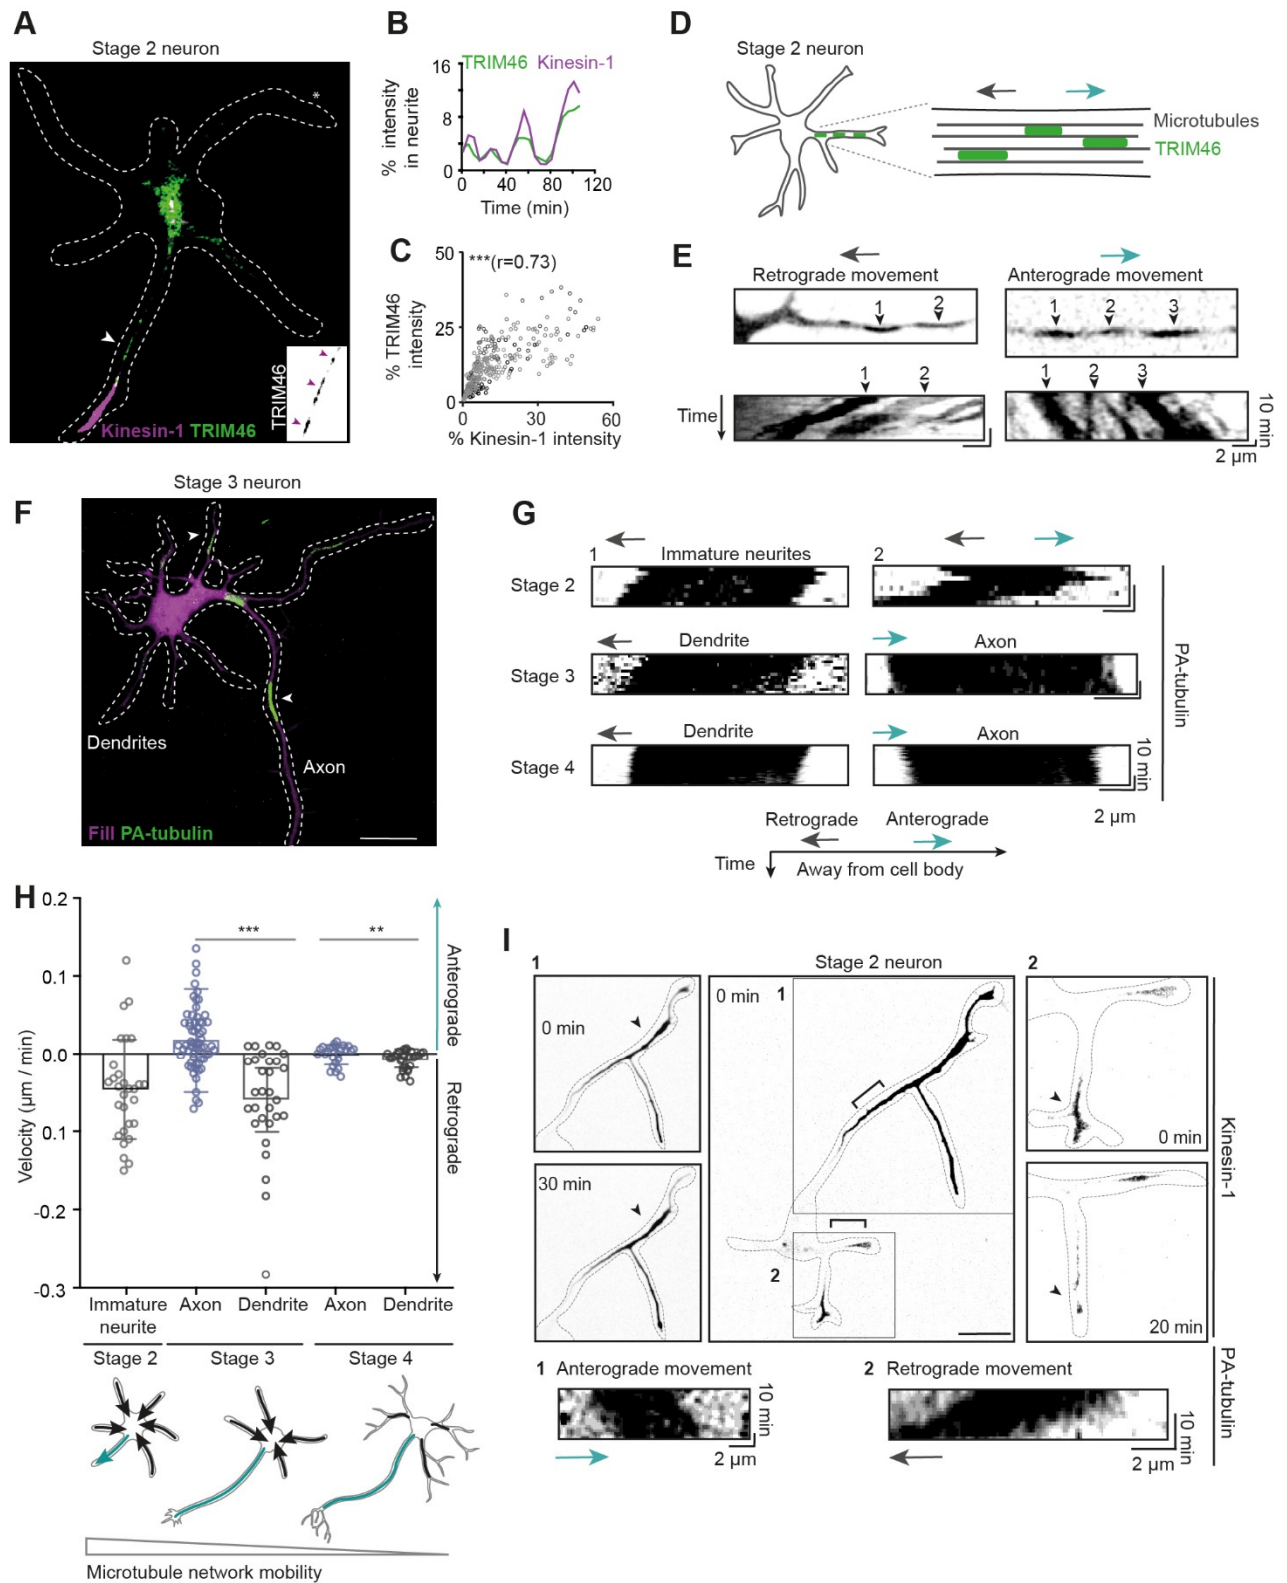 A
Stage 2 neuron
*
TRIM46
Kinesin-1 TRIM46
B
TRIM46 Kinesin-1
% intensity
in neurite
16
8
0
0 40 80 120
Time (min)
C
***(r=0.73)
% TRIM46
intensity
50
25
0
0 30 60
% Kinesin-1 intensity
D
Stage 2 neuron
Microtubules
TRIM46
E
Retrograde movement
Anterograde movement
1 2
1 2 3
1 2
1 2 3
Time
10 min
2 µm
F
Stage 3 neuron
Dendrites
Axon
Fill PA-tubulin
G
1 Immature neurites 2
Stage 2
Dendrite Axon
Stage 3
Dendrite Axon
Stage 4
PA-tubulin
10 min
2 µm
Retrograde Anterograde
Time
Away from cell body
H
Velocity (µm / min)
0.2
0.1
0.0
0.1
-0.2
-0.3
*** **
Anterograde
Retrograde
Immature
neurite
Axon Dendrite Axon Dendrite
Stage 2 Stage 3 Stage 4
Microtubule network mobility
I
1 Stage 2 neuron 2
0 min
30 min
0 min 1
2
0 min
20 min
Kinesin-1
PA-tubulin
1 Anterograde movement
10 min
2 µm
2 Retrograde movement
10 min
2 µm